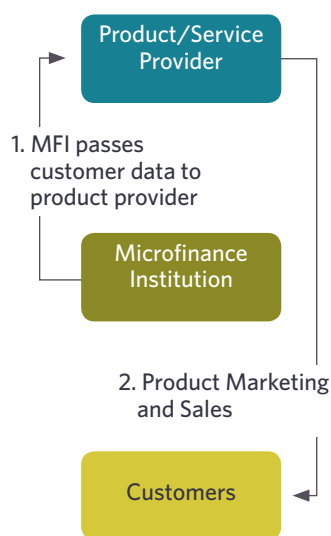 Product/Service
Provider
1. MFI passes
customer data to
product provider
Microfinance
Institution
2. Product Marketing
and Sales
Customers